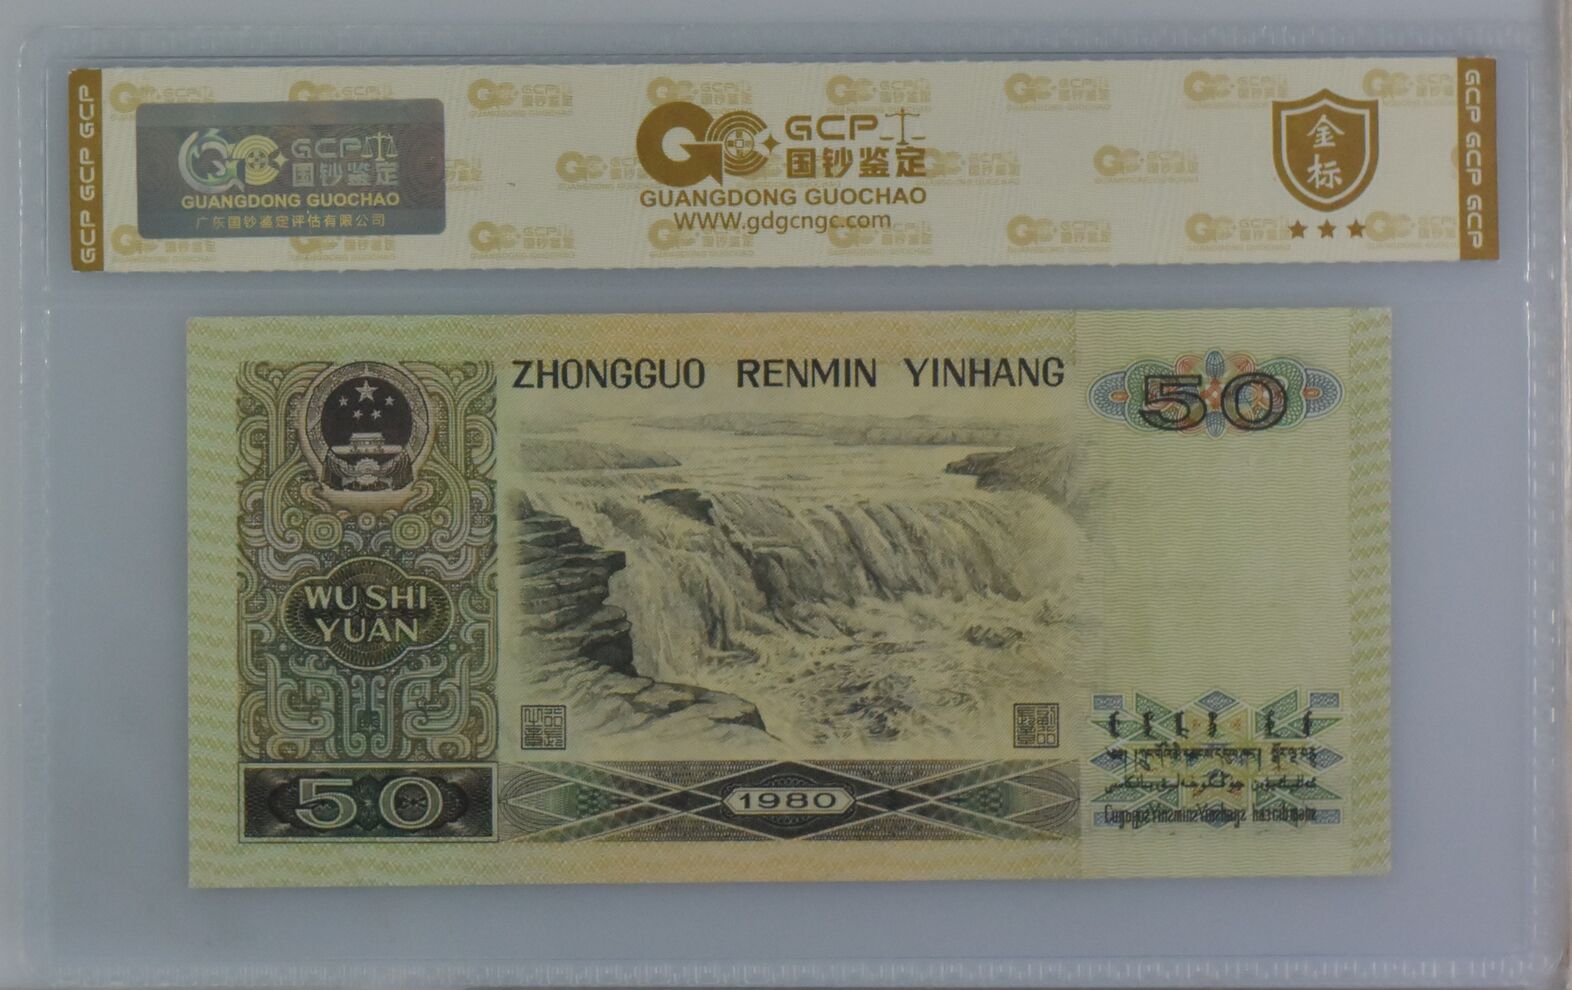 GCP GCP GCP
GCP 国钞鉴定
GUANGDONG GUOCHAO
广东国钞鉴定评估有限公司
GCP 国钞鉴定
GUANGDONG GUOCHAO
WWW.gdgcngc.com
金标
GCP GCP GCP
ZHONGGUO RENMIN YINHANG
50
WU SHI
YUAN
50
1980